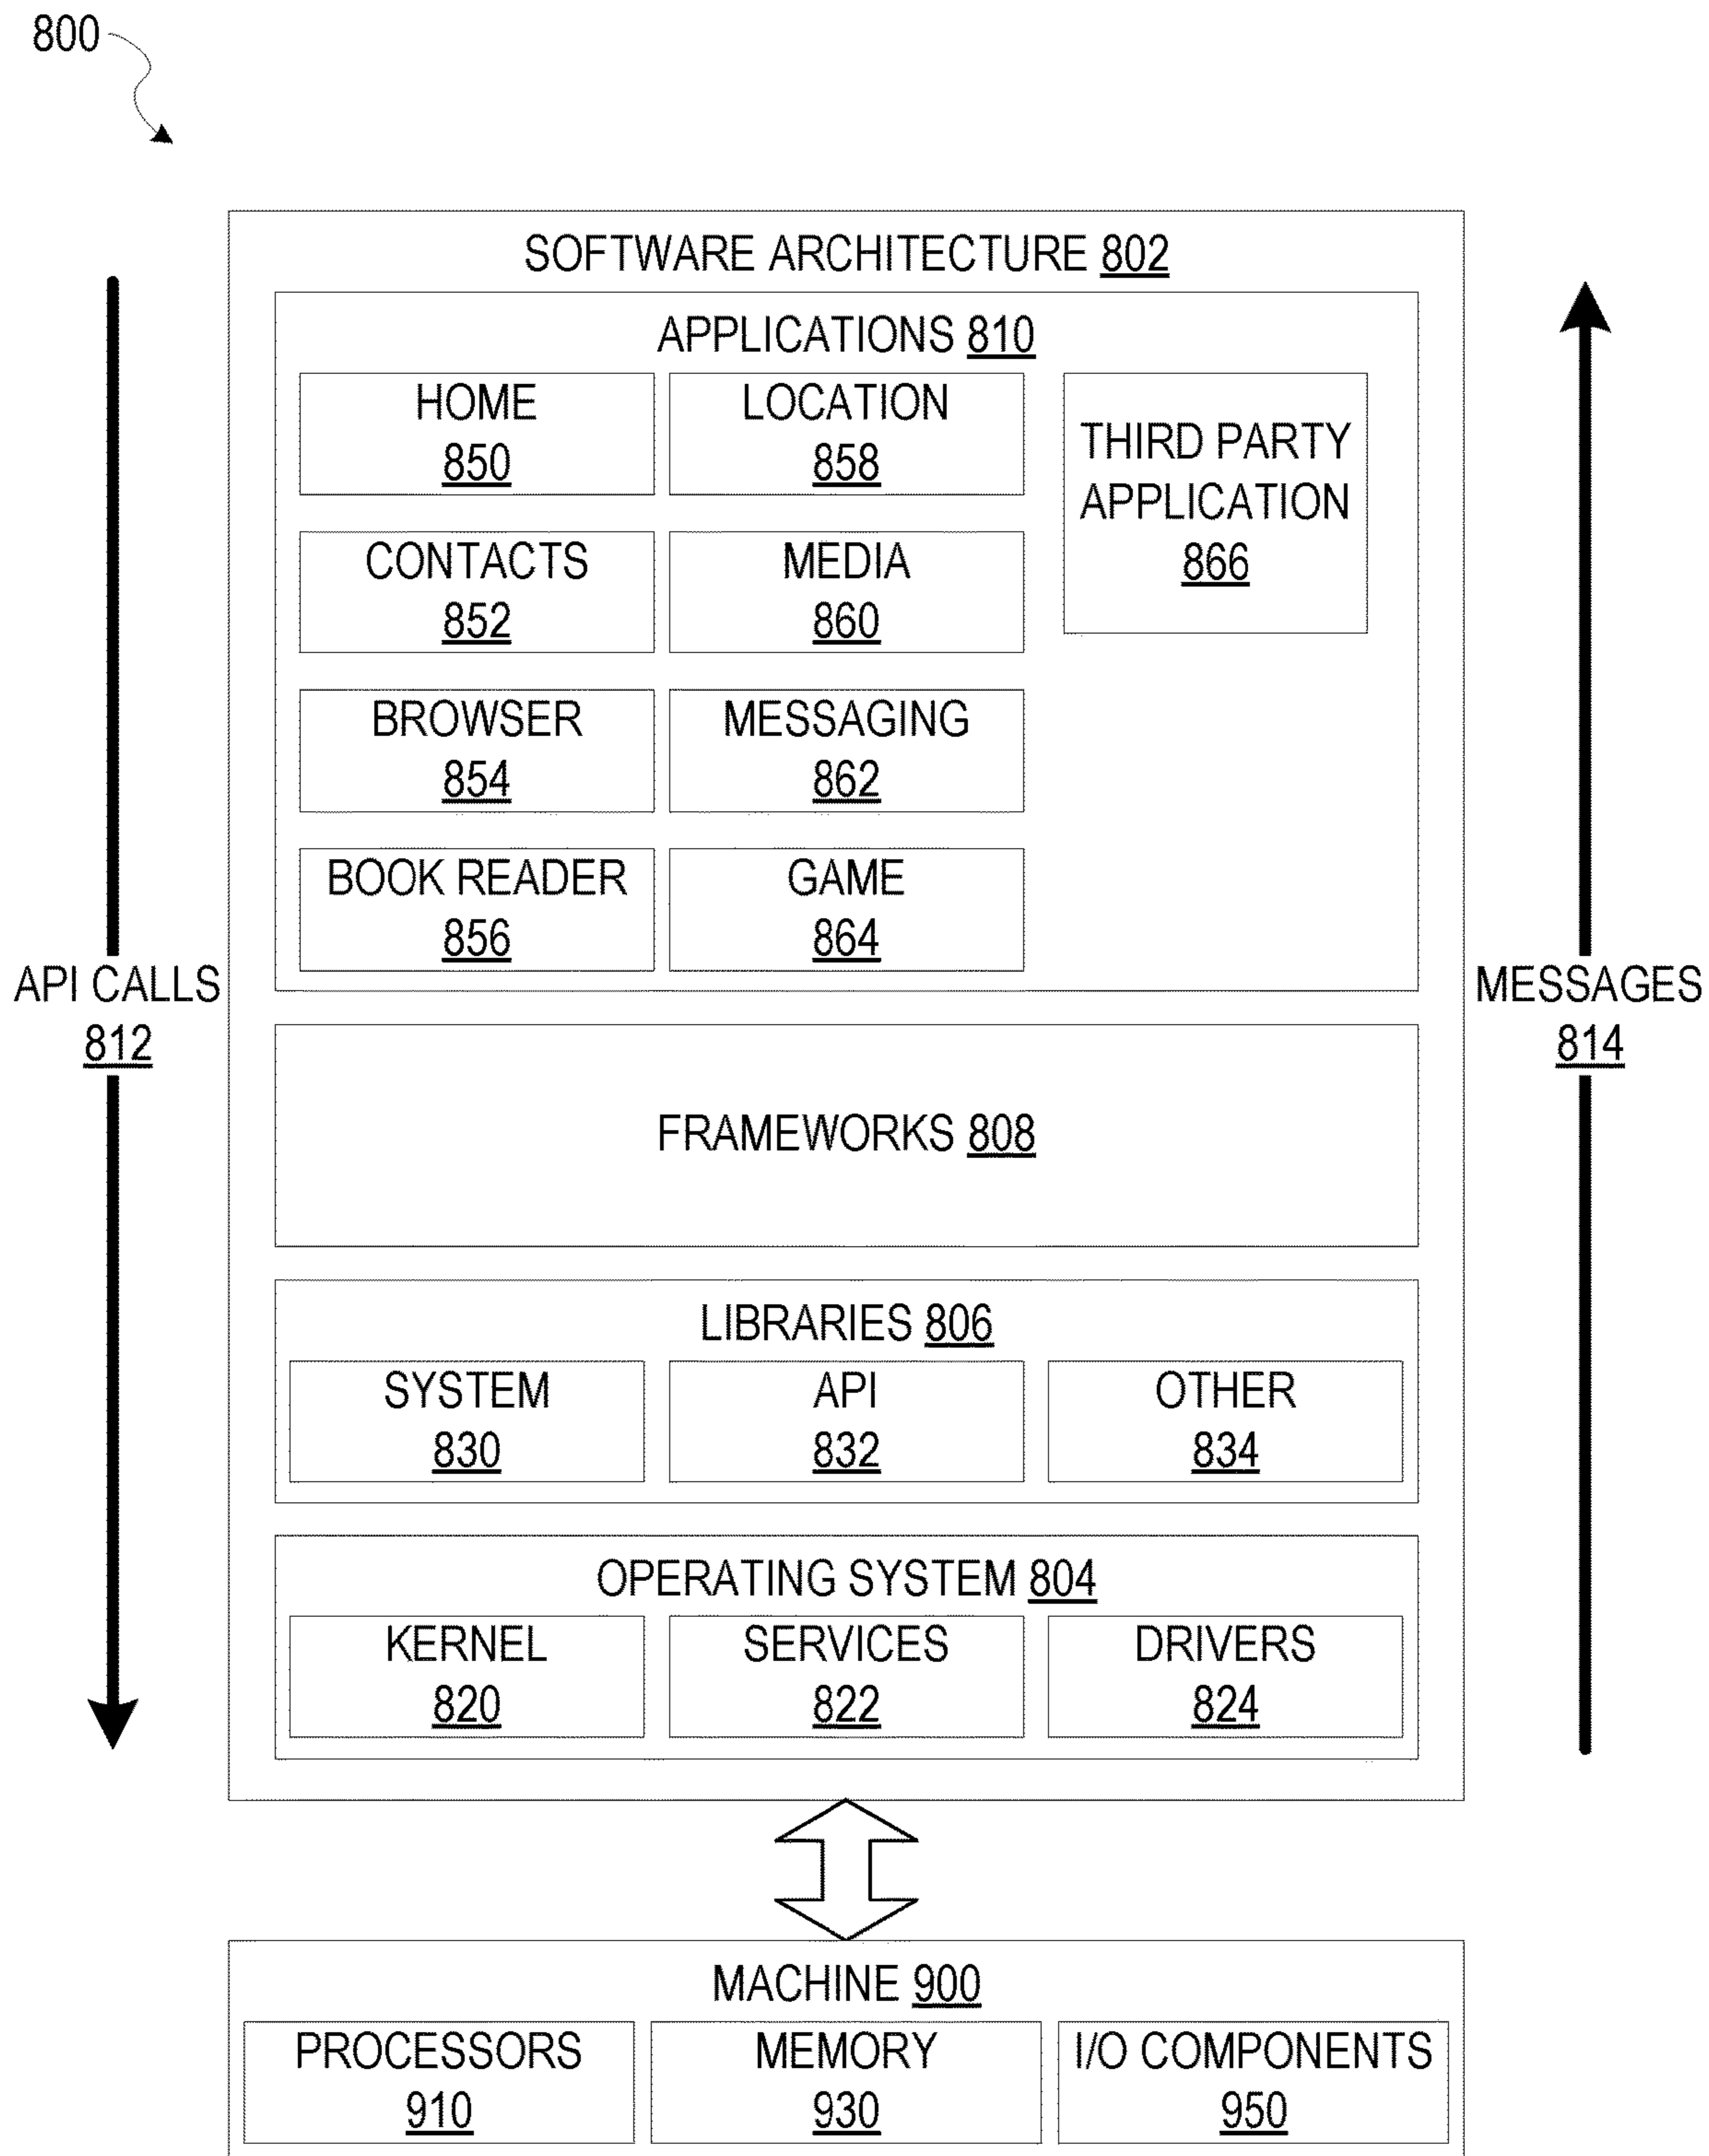 800
SOFTWARE ARCHITECTURE 802
APPLICATIONS 810
HOME
850
LOCATION
858
THIRD PARTY
APPLICATION
866
CONTACTS
852
MEDIA
860
BROWSER
854
MESSAGING
862
BOOK READER
856
GAME
864
API CALLS
812
MESSAGES
814
FRAMEWORKS 808
LIBRARIES 806
SYSTEM
830
API
832
OTHER
834
OPERATING SYSTEM 804
KERNEL
820
SERVICES
822
DRIVERS
824
MACHINE 900
PROCESSORS
910
MEMORY
930
I/O COMPONENTS
950